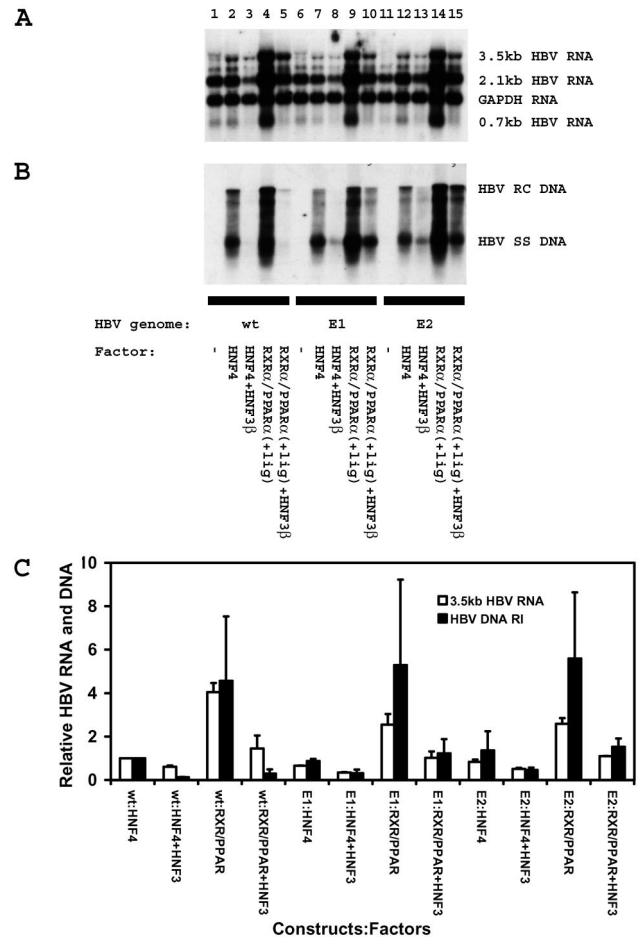 A
1 2 3 4 5 6 7 8 9 10 11 12 13 14 15
3.5kb HBV RNA
2.1kb HBV RNA
GAPDH RNA
0.7kb HBV RNA
B
HBV RC DNA
HBV SS DNA
HBV genome: wt E1 E2
Factor:
-
HNF4
HNF4+HNF3β
RXRα/PPARα(+lig)
RXRα/PPARα(+lig)+HNF3β
-
HNF4
HNF4+HNF3β
RXRα/PPARα(+lig)
RXRα/PPARα(+lig)+HNF3β
-
HNF4
HNF4+HNF3β
RXRα/PPARα(+lig)
RXRα/PPARα(+lig)+HNF3β
C
Relative HBV RNA and DNA
10
8
6
4
2
0
3.5kb HBV RNA
HBV DNA RI
wt:HNF4
wt:HNF4+HNF3
wt:RXR/PPAR
wt:RXR/PPAR+HNF3
E1:HNF4
E1:HNF4+HNF3
E1:RXR/PPAR
E1:RXR/PPAR+HNF3
E2:HNF4
E2:HNF4+HNF3
E2:RXR/PPAR
E2:RXR/PPAR+HNF3
Constructs:Factors